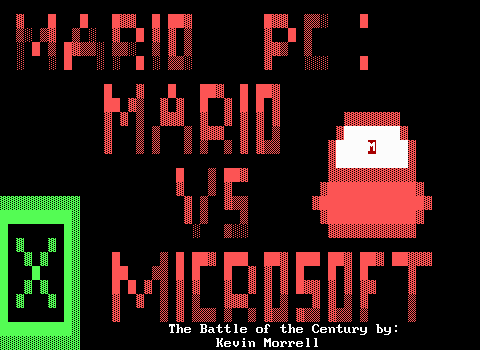 MARIO PC:
MARIO
M
VS
X
MICROSOFT
The Battle of the Century by:
Kevin Morrell